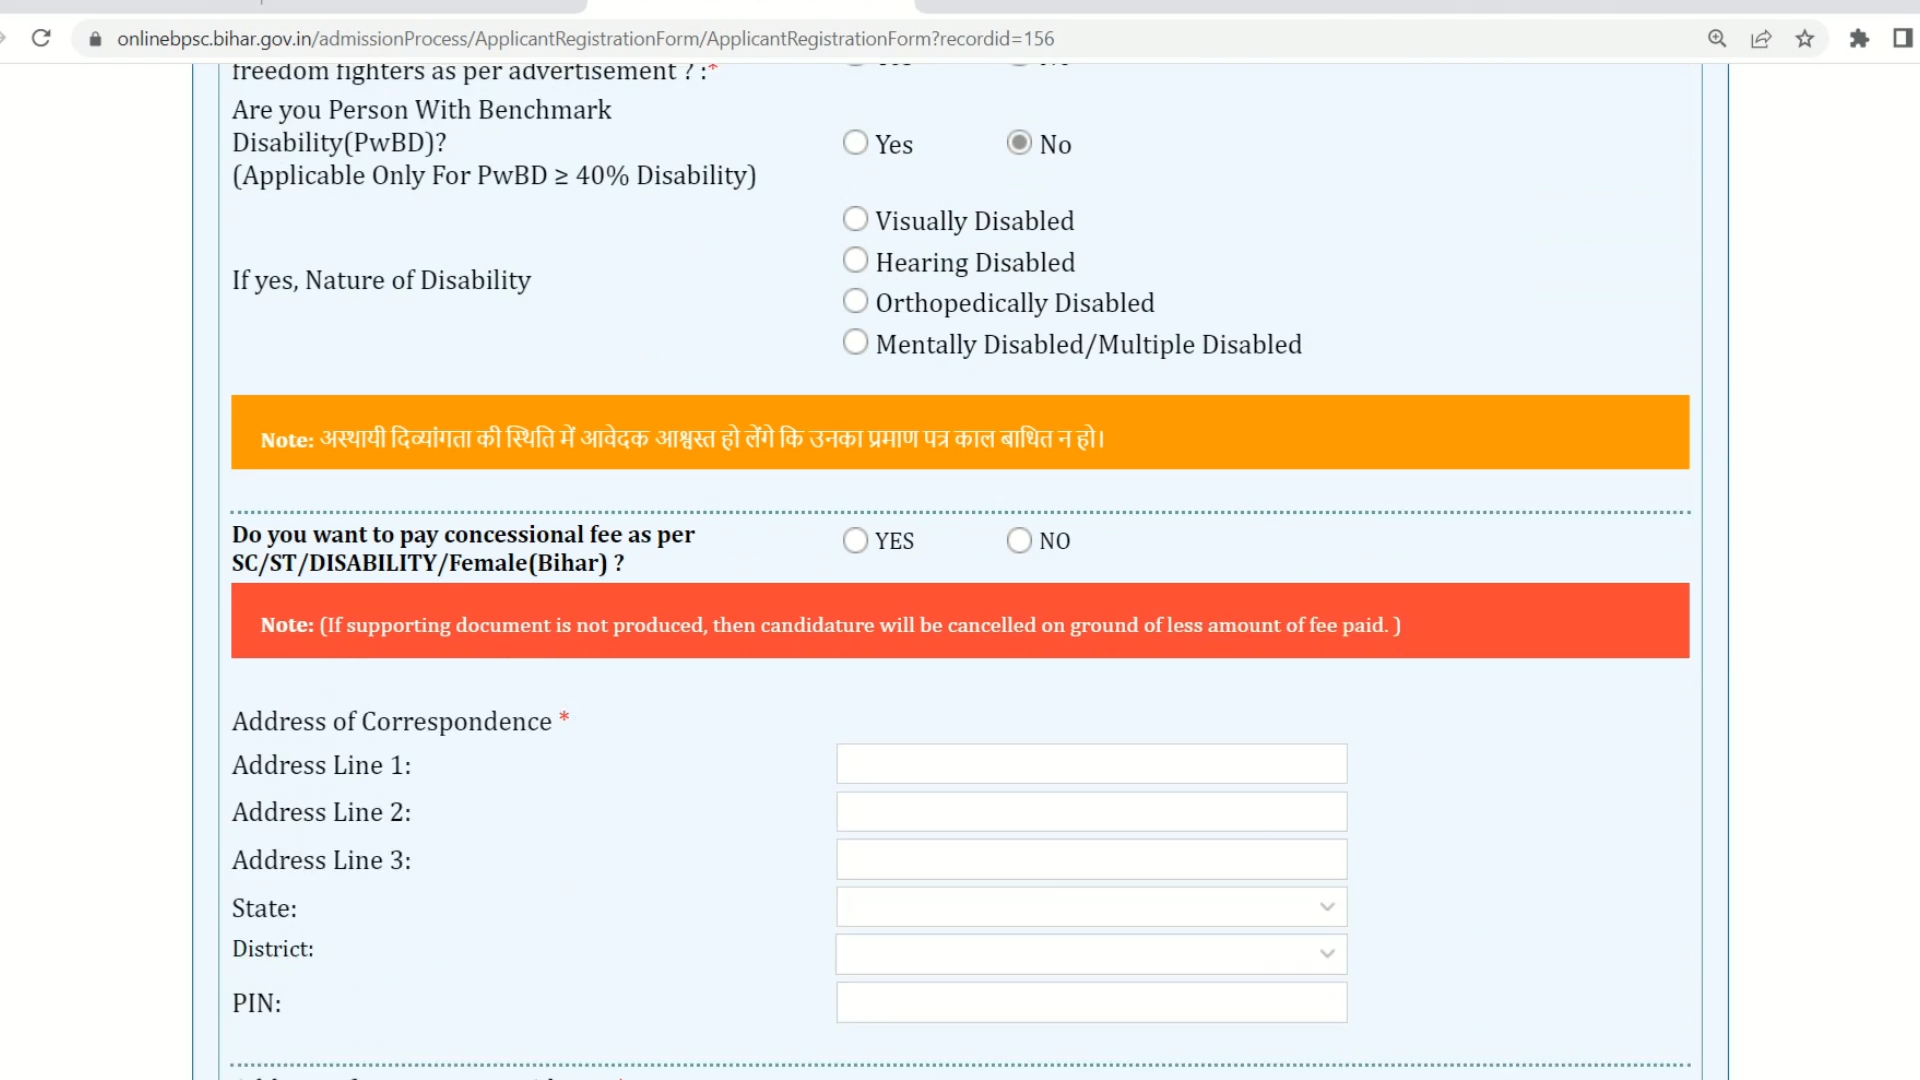 onlinebpsc.bihar.gov.in/admissionProcess/ApplicantRegistrationForm/ApplicantRegistrationForm?recordid=156
freedom fighters as per advertisement ? :*
Are you Person With Benchmark
Disability(PwBD)?
(Applicable Only For PwBD ≥ 40% Disability)
Yes No
If yes, Nature of Disability
Visually Disabled
Hearing Disabled
Orthopedically Disabled
Mentally Disabled/Multiple Disabled
Note: अस्थायी दिव्यांगता की स्थिति में आवेदक आश्वस्त हो लेंगे कि उनका प्रमाण पत्र काल बाधित न हो।
Do you want to pay concessional fee as per
SC/ST/DISABILITY/Female(Bihar) ?
YES NO
Note: (If supporting document is not produced, then candidature will be cancelled on ground of less amount of fee paid. )
Address of Correspondence *
Address Line 1:
Address Line 2:
Address Line 3:
State:
District:
PIN: